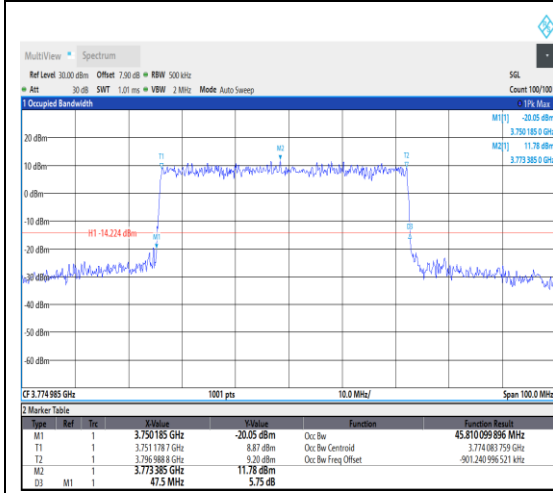 MultiView Spectrum
Ref Level 30.00 dBm Offset 7.90 dB RBW 500 kHz SGL
Att 30 dB SWT 1.01 ms VBW 2 MHz Mode Auto Sweep Count 100/100
1 Occupied Bandwidth 1Pk Max
M1[1] -20.05 dBm
3.750 185 0 GHz
M2[1] 11.78 dBm
3.773 385 0 GHz
20 dBm
T1 M2 T2
10 dBm
0 dBm
-10 dBm
H1 -14.224 dBm
M1 D3
-20 dBm
-30 dBm
-40 dBm
-50 dBm
-60 dBm
CF 3.774 985 GHz 1001 pts 10.0 MHz/ Span 100.0 MHz
2 Marker Table
Type Ref Trc X-Value Y-Value Function Function Result
M1 1 3.750 185 GHz -20.05 dBm Occ Bw 45.810 099 896 MHz
T1 1 3.751 178 7 GHz 8.87 dBm Occ Bw Centroid 3.774 083 759 GHz
T2 1 3.796 988 8 GHz 9.20 dBm Occ Bw Freq Offset -901.240 996 521 kHz
M2 1 3.773 385 GHz 11.78 dBm
D3 M1 1 47.5 MHz 5.75 dB